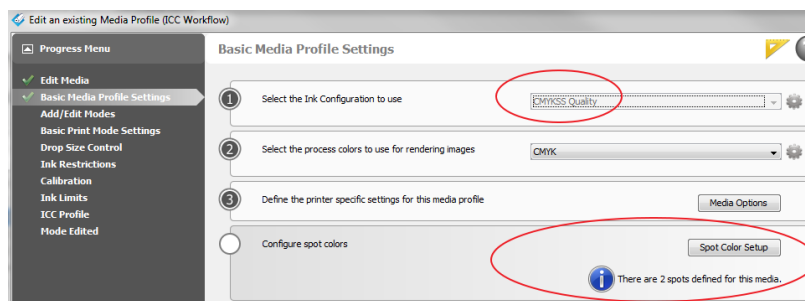 Edit an existing Media Profile (ICC Workflow)
Progress Menu
Basic Media Profile Settings
Edit Media
Basic Media Profile Settings
Add/Edit Modes
Basic Print Mode Settings
Drop Size Control
Ink Restrictions
Calibration
Ink Limits
ICC Profile
Mode Edited
1 Select the Ink Configuration to use CMYKSS Quality
2 Select the process colors to use for rendering images CMYK
3 Define the printer specific settings for this media profile Media Options
Configure spot colors Spot Color Setup
i There are 2 spots defined for this media.